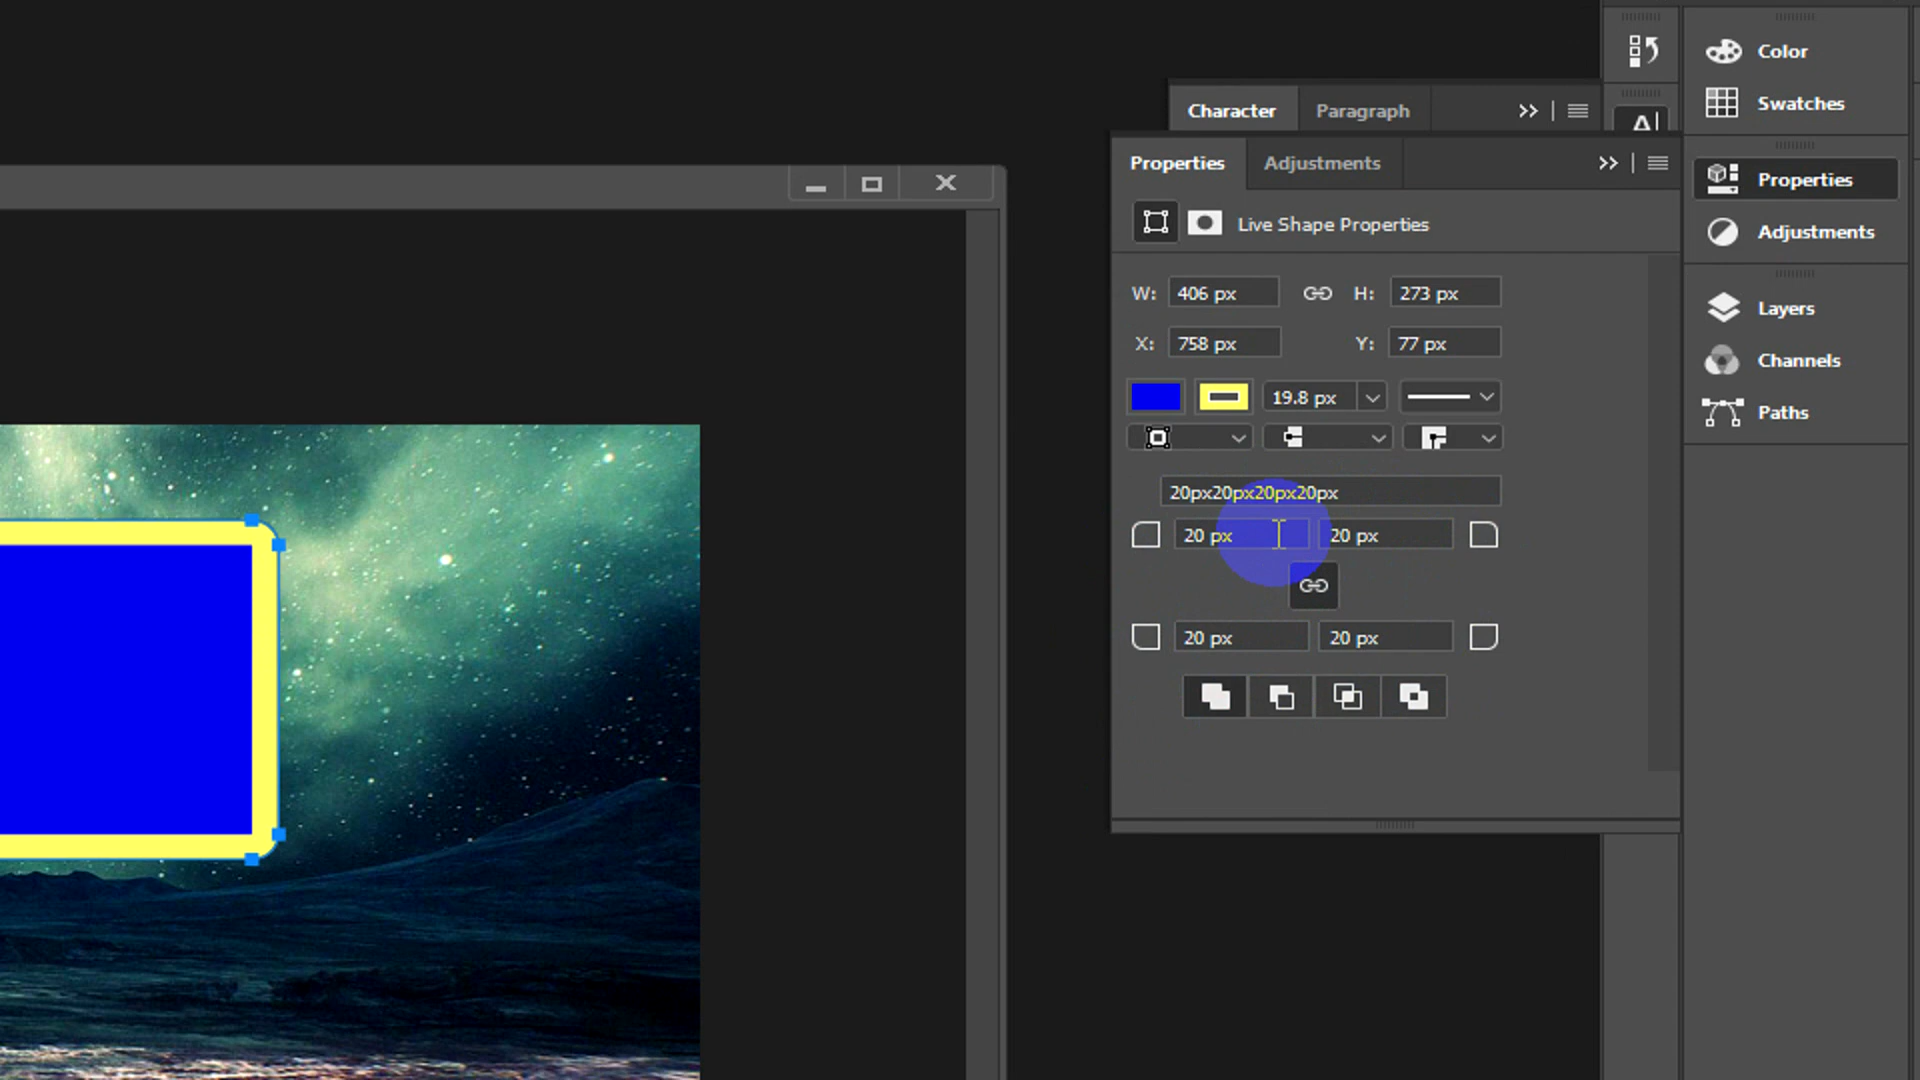 Color
Swatches
Character
Paragraph
A
Properties
Adjustments
Properties
Adjustments
Live Shape Properties
W: 406 px H: 273 px
X: 758 px Y: 77 px
19.8 px
20px20px20px20px
20 px 20 px
20 px 20 px
Layers
Channels
Paths